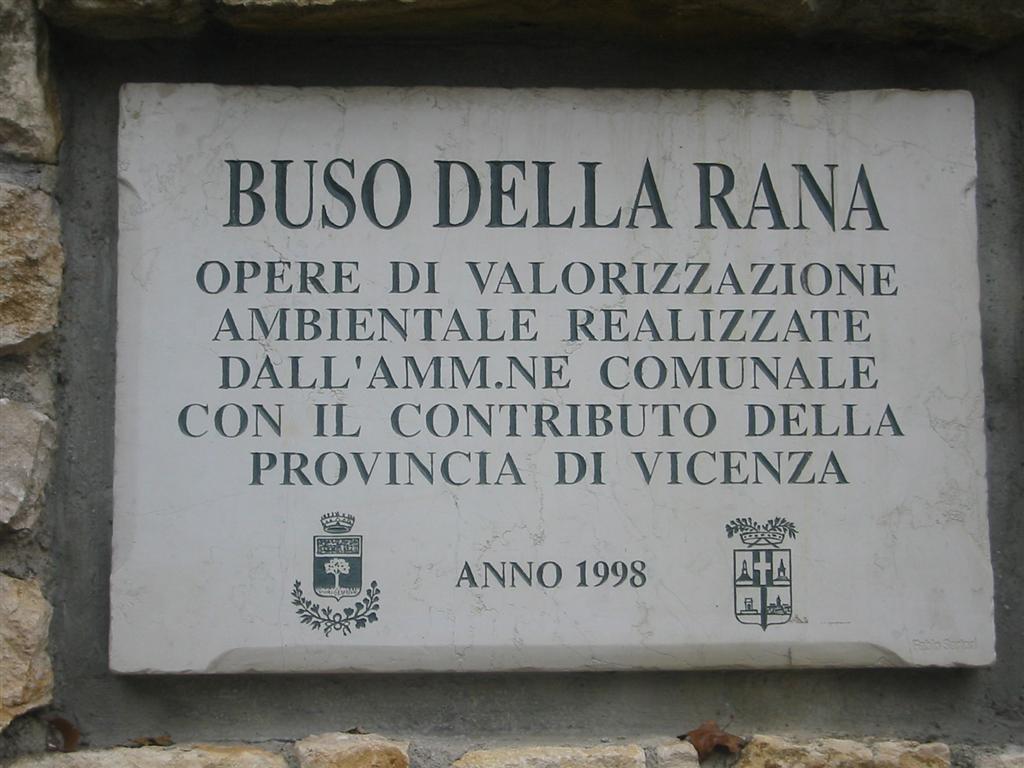 BUSO DELLA RANA
OPERE DI VALORIZZAZIONE
AMBIENTALE REALIZZATE
DALL'AMM.NE COMUNALE
CON IL CONTRIBUTO DELLA
PROVINCIA DI VICENZA
ANNO 1998